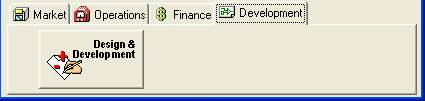 Market Operations Finance Development
Design &
Development